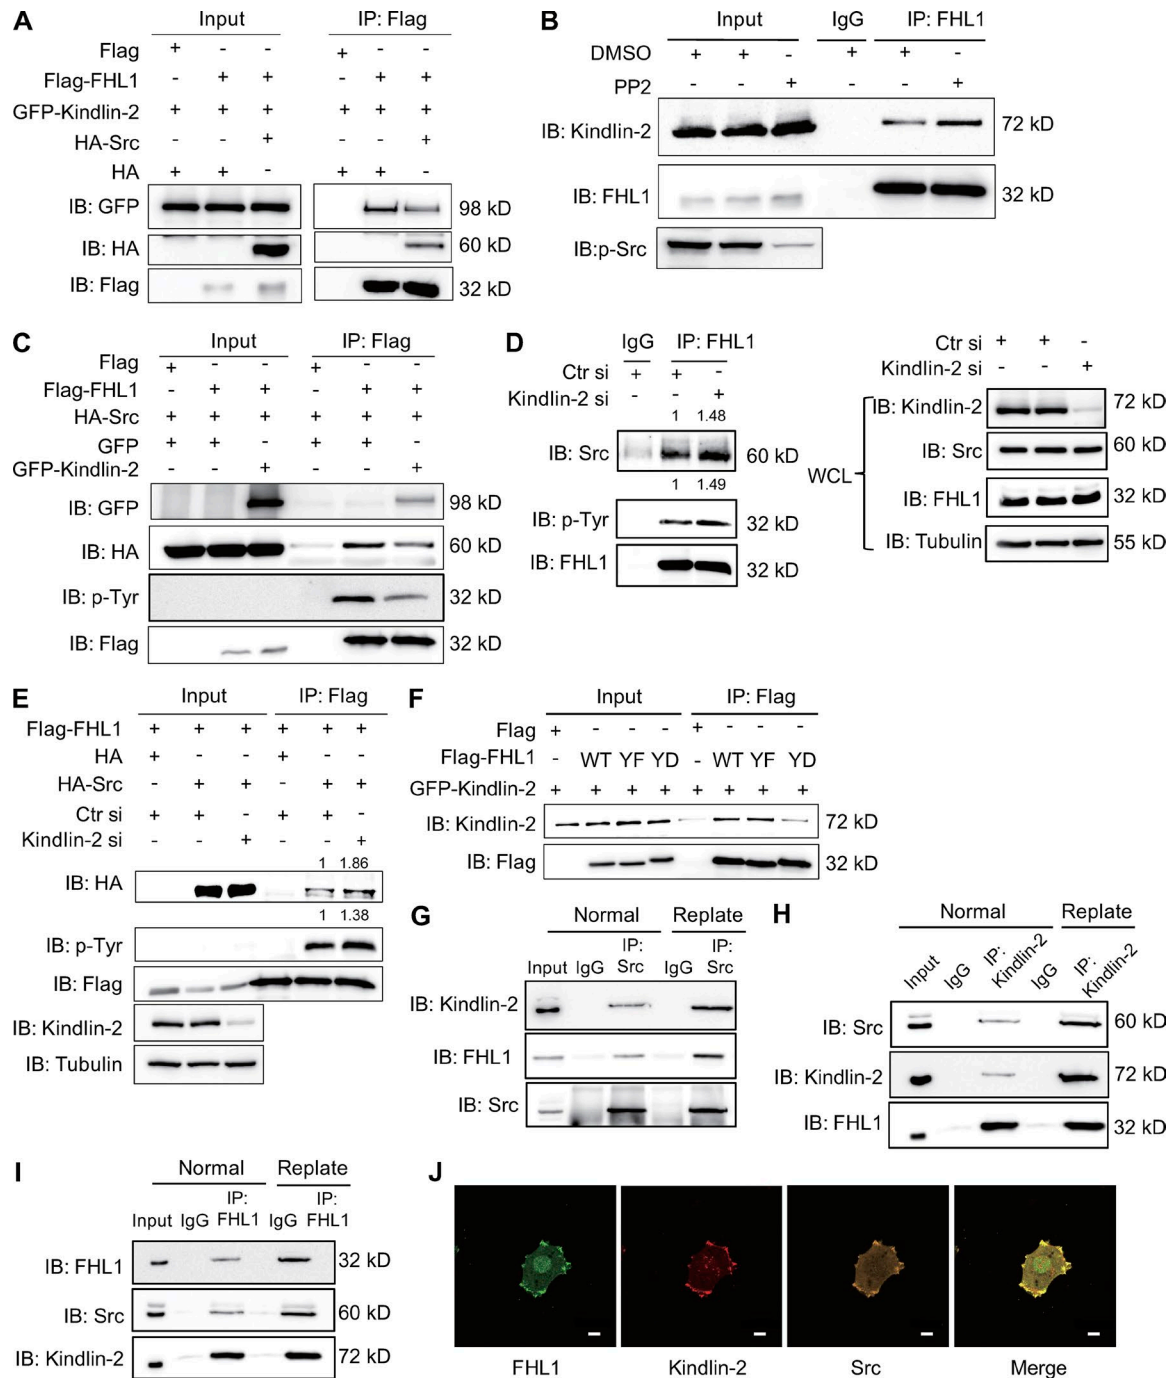 A
Input IP: Flag
Flag + - - + - -
Flag-FHL1 - + + - + +
GFP-Kindlin-2 + + + + + +
HA-Src - - + - - +
HA + + - + + -
IB: GFP 98 kD
IB: HA 60 kD
IB: Flag 32 kD
B
Input IgG IP: FHL1
DMSO + + - + + -
PP2 - - + - - +
IB: Kindlin-2 72 kD
IB: FHL1 32 kD
IB:p-Src
C
Input IP: Flag
Flag + - - + - -
Flag-FHL1 - + + - + +
HA-Src + + + + + +
GFP + + - + + -
GFP-Kindlin-2 - - + - - +
IB: GFP 98 kD
IB: HA 60 kD
IB: p-Tyr 32 kD
IB: Flag 32 kD
D
IgG IP: FHL1
Ctr si + + -
Kindlin-2 si - - +
1 1.48
IB: Src 60 kD
1 1.49
IB: p-Tyr 32 kD
IB: FHL1 32 kD
Ctr si + + -
Kindlin-2 si - - +
WCL
IB: Kindlin-2 72 kD
IB: Src 60 kD
IB: FHL1 32 kD
IB: Tubulin 55 kD
E
Input IP: Flag
Flag-FHL1 + + + + + +
HA + - - + - -
HA-Src - + + - + +
Ctr si + + - + + -
Kindlin-2 si - - + - - +
1 1.86
IB: HA
1 1.38
IB: p-Tyr
IB: Flag
IB: Kindlin-2
IB: Tubulin
F
Input IP: Flag
Flag + - - - + - - -
Flag-FHL1 - WT YF YD - WT YF YD
GFP-Kindlin-2 + + + + + + + +
IB: Kindlin-2 72 kD
IB: Flag 32 kD
G
Normal Replate
Input IgG IP: Src IgG IP: Src
IB: Kindlin-2
IB: FHL1
IB: Src
H
Normal Replate
Input IgG IP: Kindlin-2 IgG IP: Kindlin-2
IB: Src 60 kD
IB: Kindlin-2 72 kD
IB: FHL1 32 kD
I
Normal Replate
Input IgG IP: FHL1 IgG IP: FHL1
IB: FHL1 32 kD
IB: Src 60 kD
IB: Kindlin-2 72 kD
J
FHL1 Kindlin-2 Src Merge